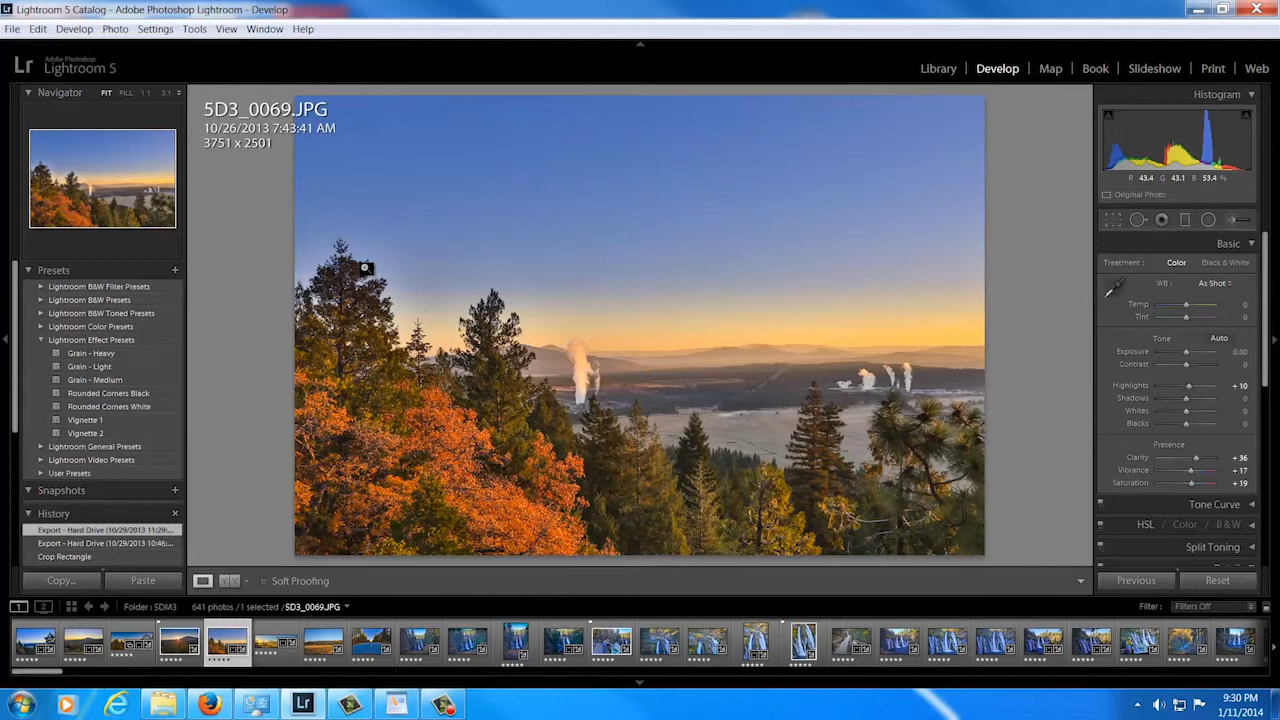 Lightroom 5 Catalog - Adobe Photoshop Lightroom - Develop
File Edit Develop Photo Settings Tools View Window Help
Lr Adobe Photoshop
Lightroom 5
Library Develop Map Book Slideshow Print Web
Navigator FIT FILL 1:1 3:1
Presets +
Lightroom B&W Filter Presets
Lightroom B&W Presets
Lightroom B&W Toned Presets
Lightroom Color Presets
Lightroom Effect Presets
Grain - Heavy
Grain - Light
Grain - Medium
Rounded Corners Black
Rounded Corners White
Vignette 1
Vignette 2
Lightroom General Presets
Lightroom Video Presets
User Presets
Snapshots +
History
Export - Hard Drive (10/29/2013 11:29:...
Export - Hard Drive (10/29/2013 10:46:...
Crop Rectangle
Copy... Paste
5D3_0069.JPG
10/26/2013 7:43:41 AM
3751 x 2501
Soft Proofing
Histogram
R 43.4 G 43.1 B 53.4 %
Original Photo
Basic
Treatment: Color Black & White
WB: As Shot
Temp 0
Tint 0
Tone Auto
Exposure 0.00
Contrast 0
Highlights + 10
Shadows 0
Whites 0
Blacks 0
Presence
Clarity + 36
Vibrance + 17
Saturation + 19
Tone Curve
HSL / Color / B & W
Split Toning
Previous Reset
1 2 Folder: 5DM3 641 photos /1 selected /5D3_0069.JPG Filter: Filters Off
Lr
9:30 PM
1/11/2014